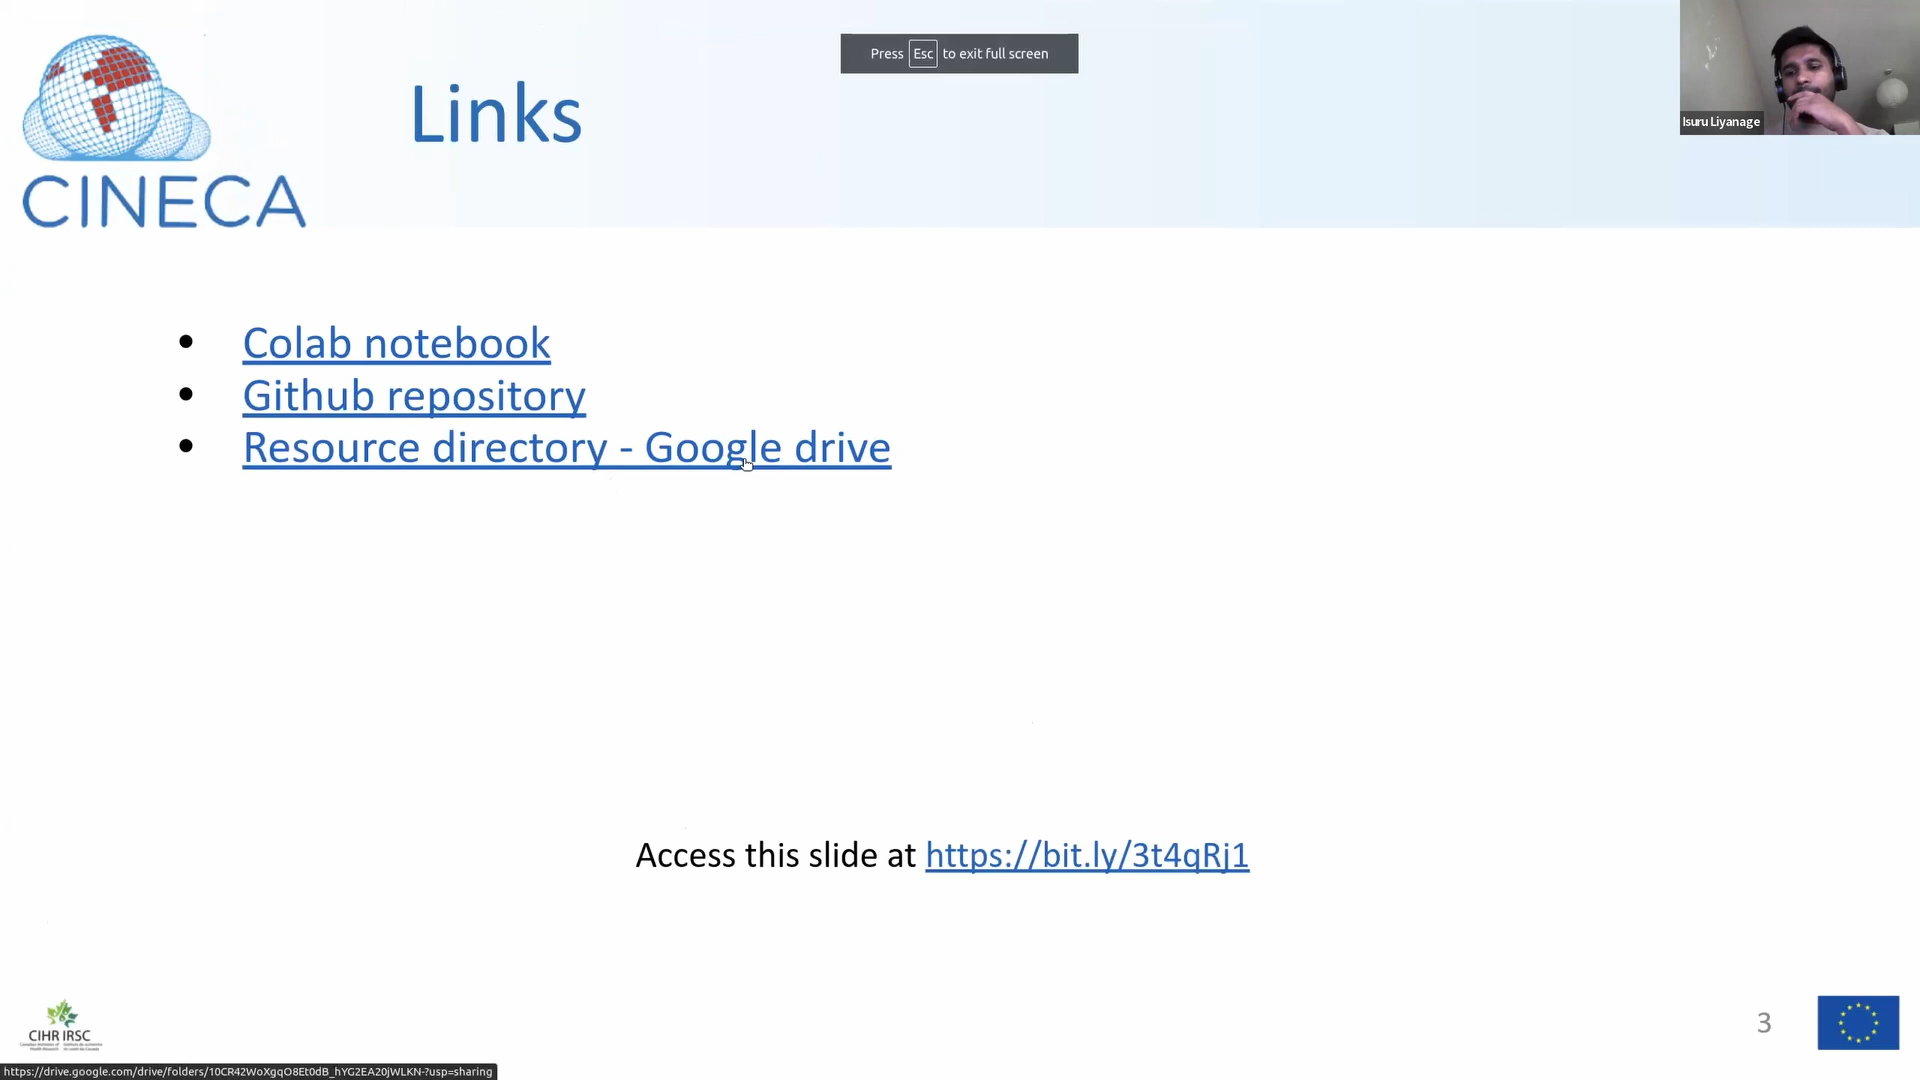 Press Esc to exit full screen
Isuru Liyanage
Links
CINECA
• Colab notebook
• Github repository
• Resource directory - Google drive
Access this slide at https://bit.ly/3t4qRj1
CIHR IRSC
3
https://drive.google.com/drive/folders/10CR42WoXgqO8Et0dB_hYG2EA20jWLKN-?usp=sharing